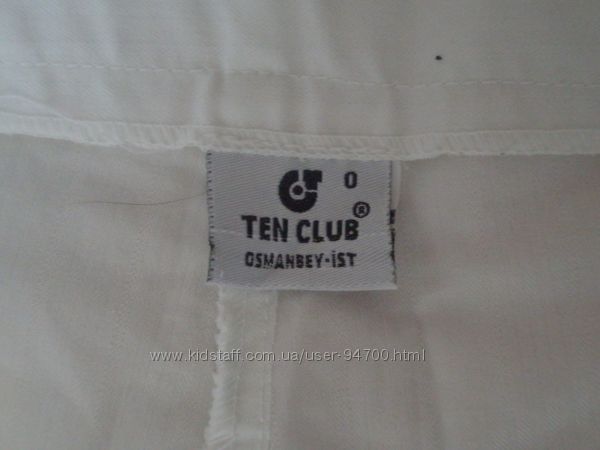 0
TEN CLUB®
OSMANBEY-İST
www.kidstaff.com.ua/user-94700.html